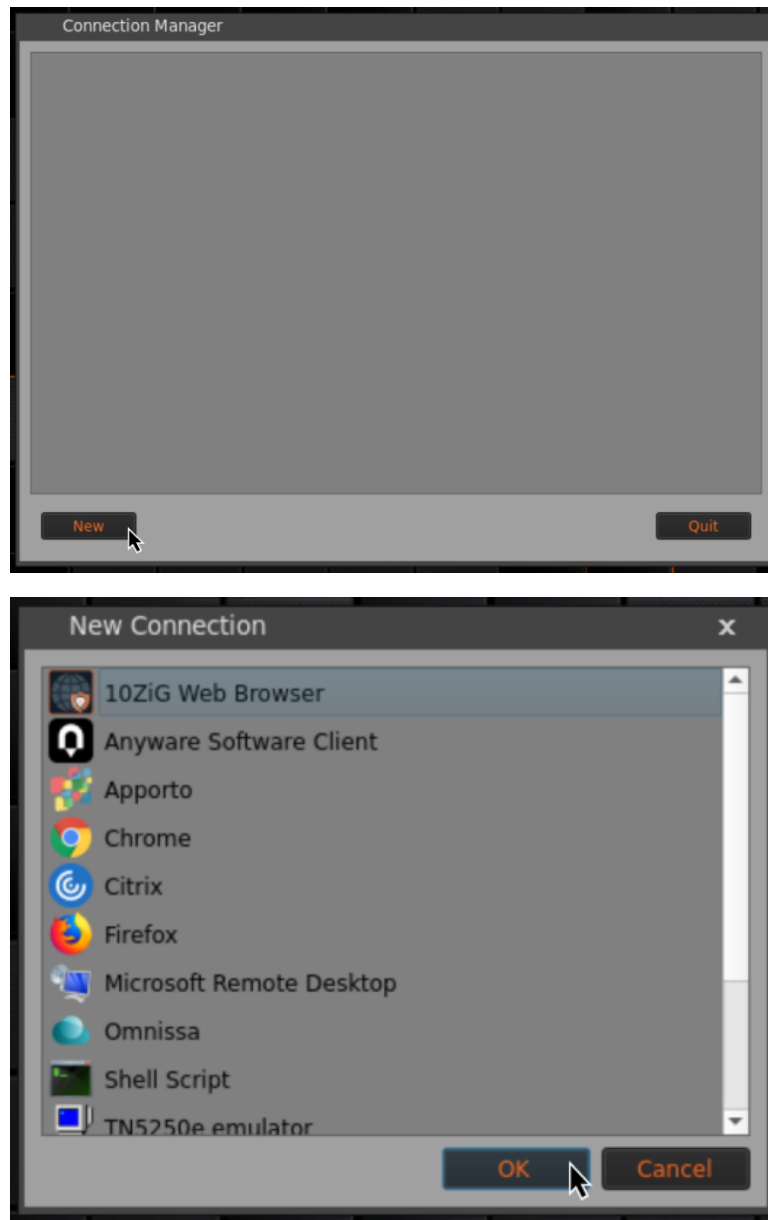 Connection Manager
New
Quit
New Connection
x
10ZiG Web Browser
Anyware Software Client
Apporto
Chrome
Citrix
Firefox
Microsoft Remote Desktop
Omnissa
Shell Script
TN5250e emulator
OK
Cancel